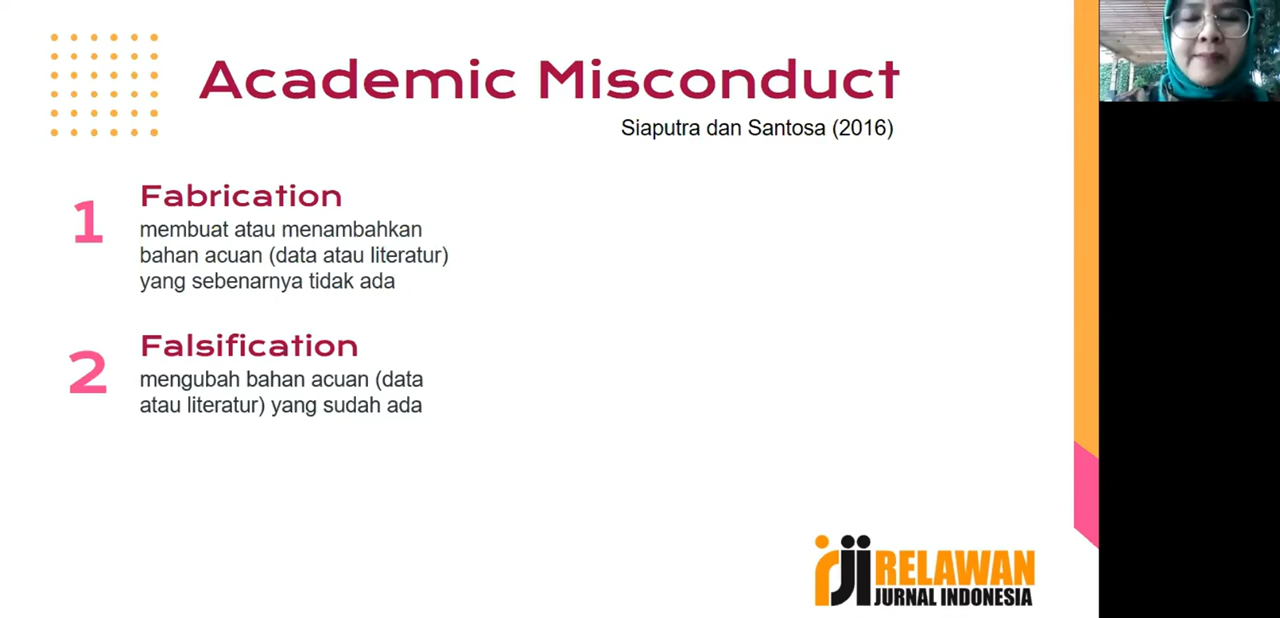 Academic Misconduct
Siaputra dan Santosa (2016)
1
Fabrication
membuat atau menambahkan
bahan acuan (data atau literatur)
yang sebenarnya tidak ada
2
Falsification
mengubah bahan acuan (data
atau literatur) yang sudah ada
rji RELAWAN
JURNAL INDONESIA